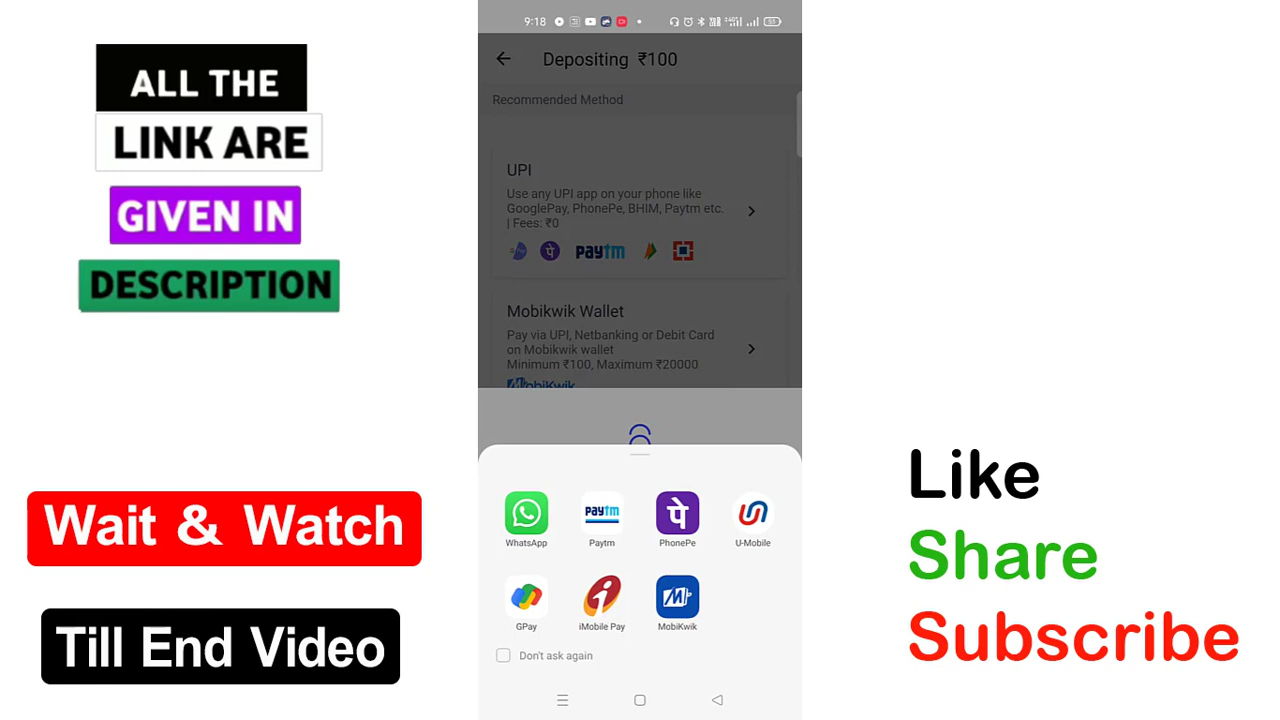 ALL THE
LINK ARE
GIVEN IN
DESCRIPTION
Wait & Watch
Till End Video
9:18
Depositing ₹100
Recommended Method
UPI
Use any UPI app on your phone like
GooglePay, PhonePe, BHIM, Paytm etc.
| Fees: ₹0
paytm
Mobikwik Wallet
Pay via UPI, Netbanking or Debit Card
on Mobikwik wallet
Minimum ₹100, Maximum ₹20000
MobiKwik
WhatsApp
paytm
Paytm
पे
PhonePe
U-Mobile
GPay
iMobile Pay
MobiKwik
Don't ask again
Like
Share
Subscribe